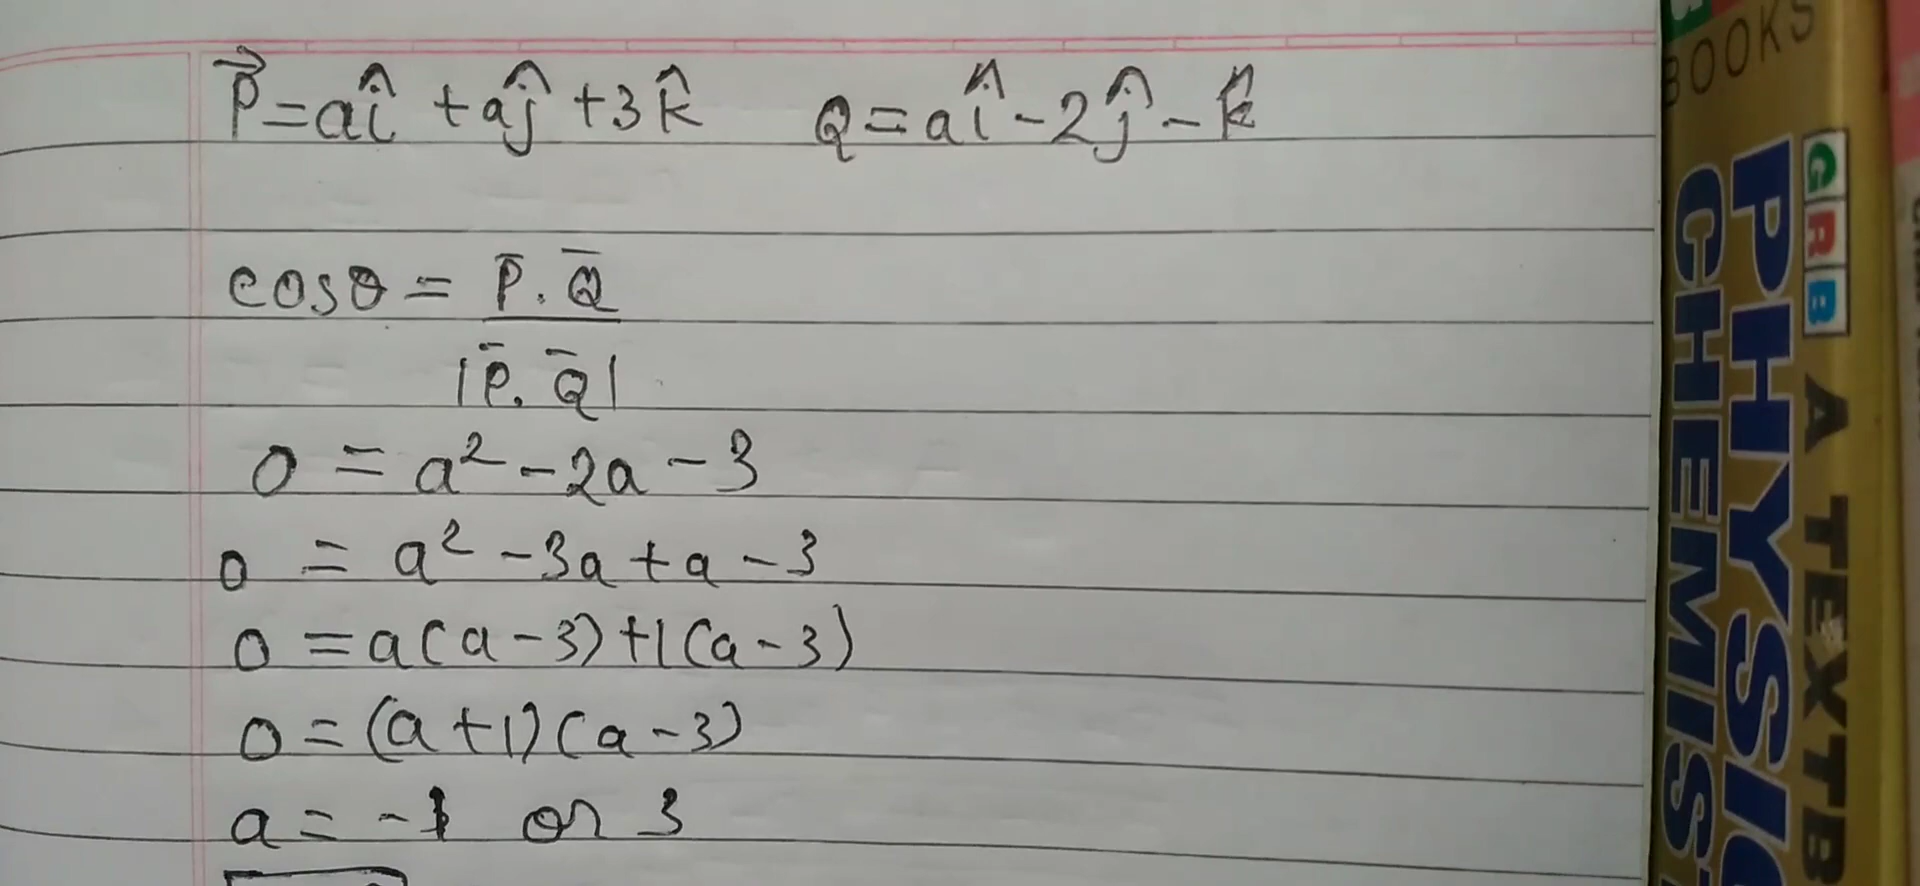 P⃗ = aî + aĵ + 3k̂ Q = aî - 2ĵ - k̂
cosθ = P̄ . Q̄
|P̄ . Q̄|
0 = a² - 2a - 3
0 = a² - 3a + a - 3
0 = a(a - 3) + 1(a - 3)
0 = (a + 1)(a - 3)
a = -1 or 3
BOOKS
GRB A TEXTB
PHYSIC
CHEMIST